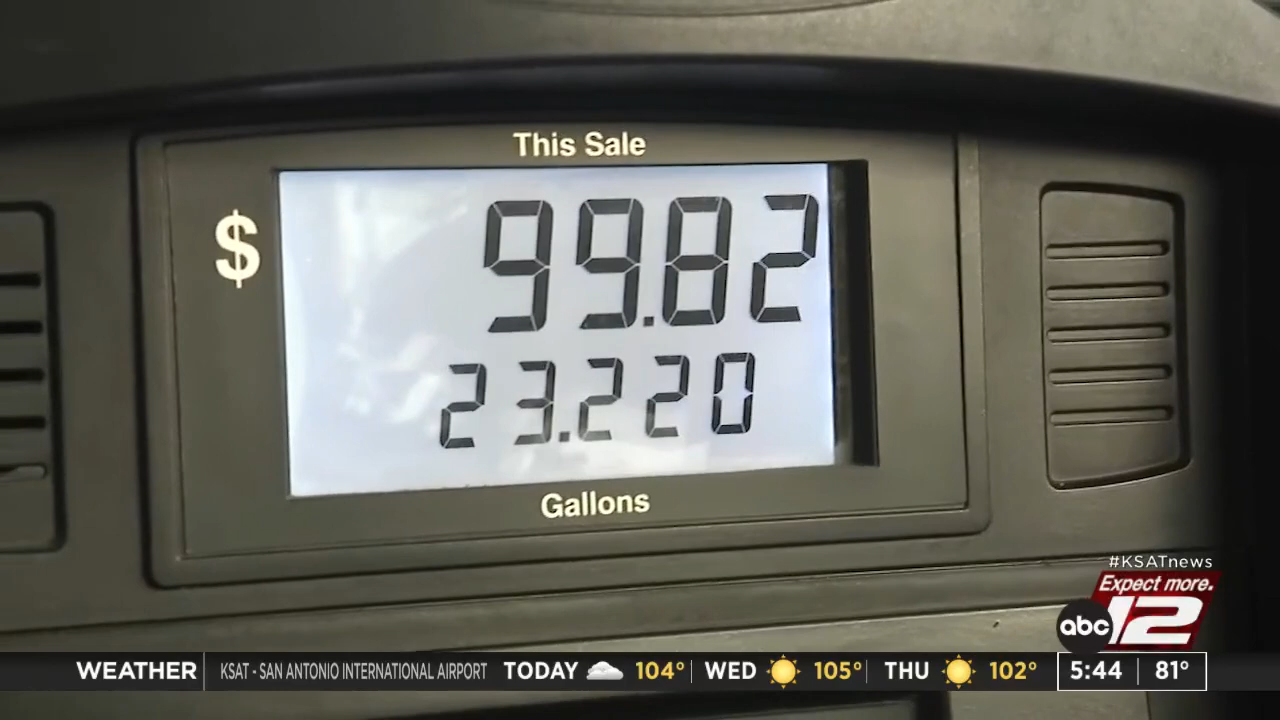 This Sale
$ 99.82
23.220
Gallons
#KSATnews
Expect more.
abc 12
WEATHER KSAT - SAN ANTONIO INTERNATIONAL AIRPORT TODAY 104° WED 105° THU 102° 5:44 81°